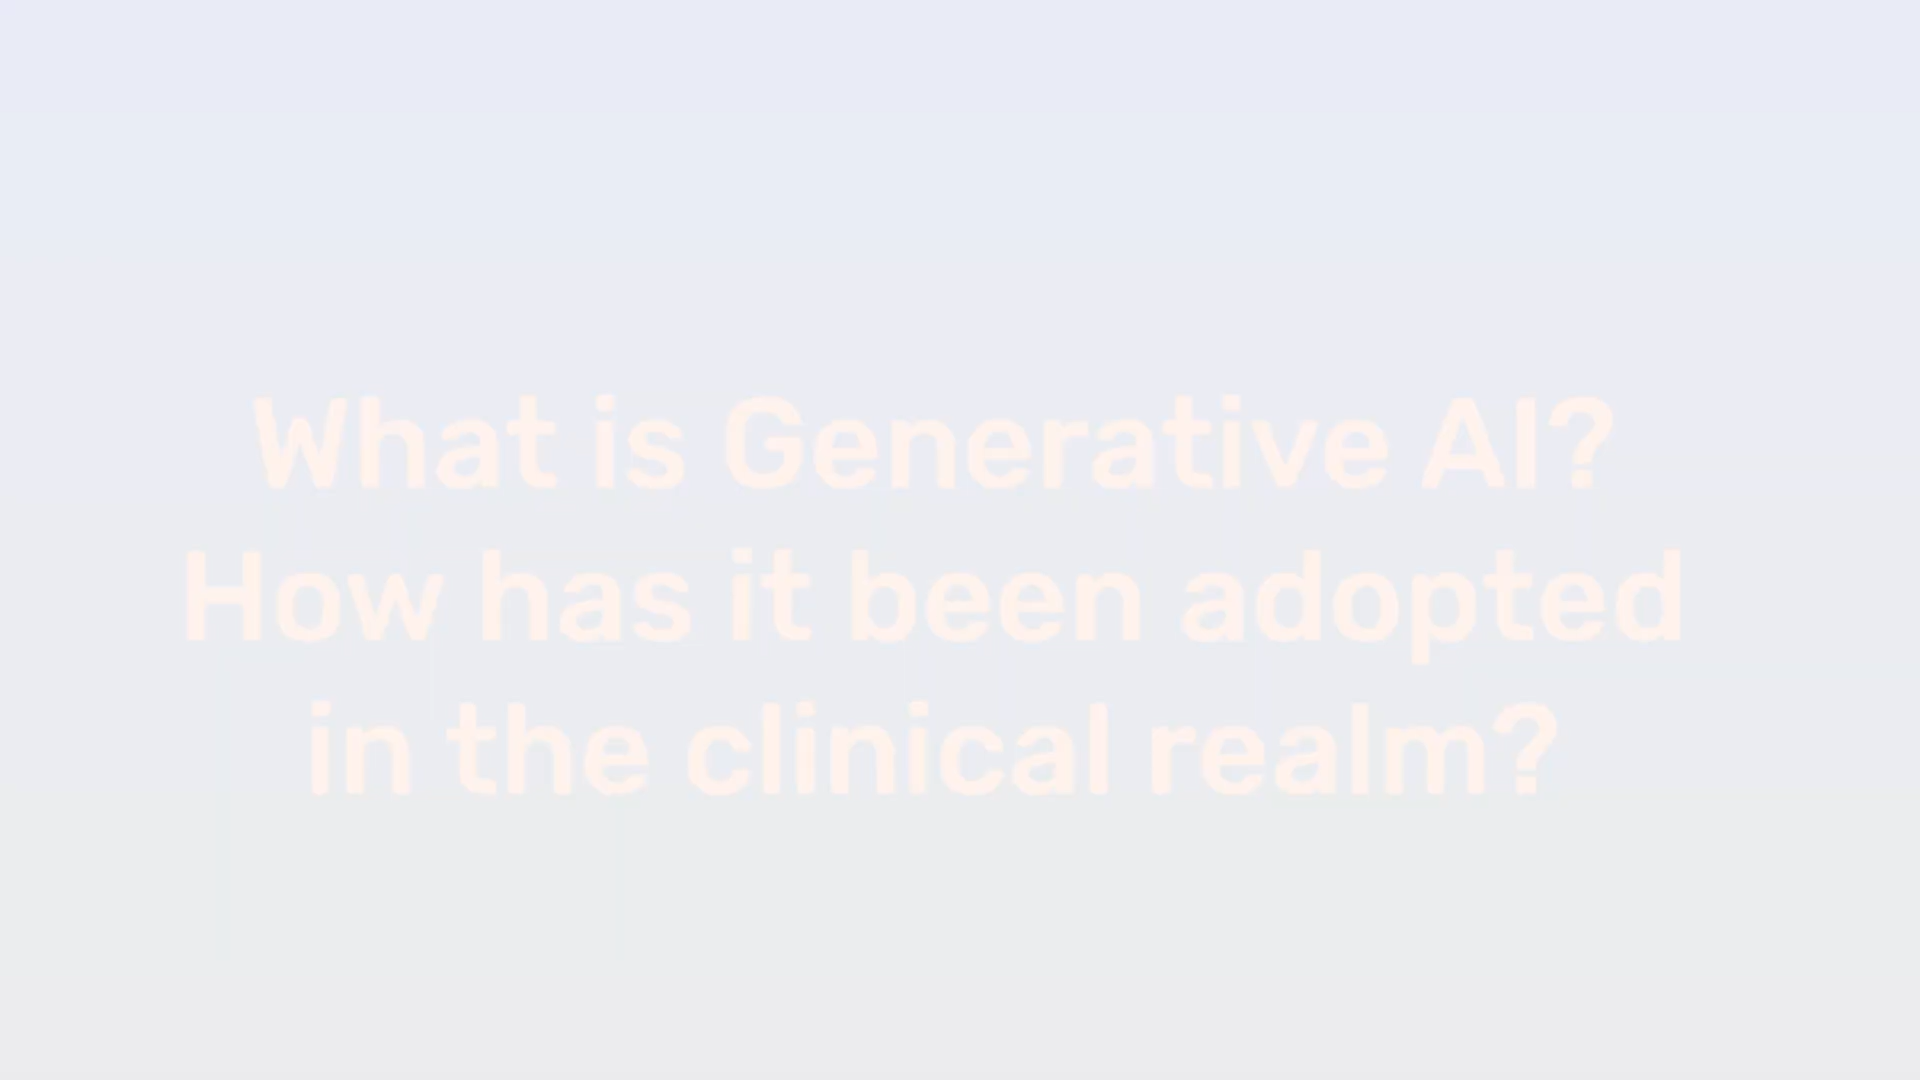 What is Generative AI?
How has it been adopted
in the clinical realm?